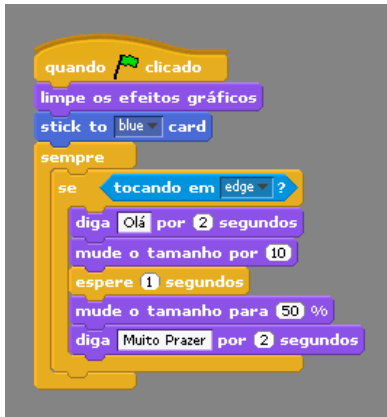 quando clicado
limpe os efeitos gráficos
stick to blue card
sempre
se tocando em edge ?
diga Olá por 2 segundos
mude o tamanho por 10
espere 1 segundos
mude o tamanho para 50 %
diga Muito Prazer por 2 segundos